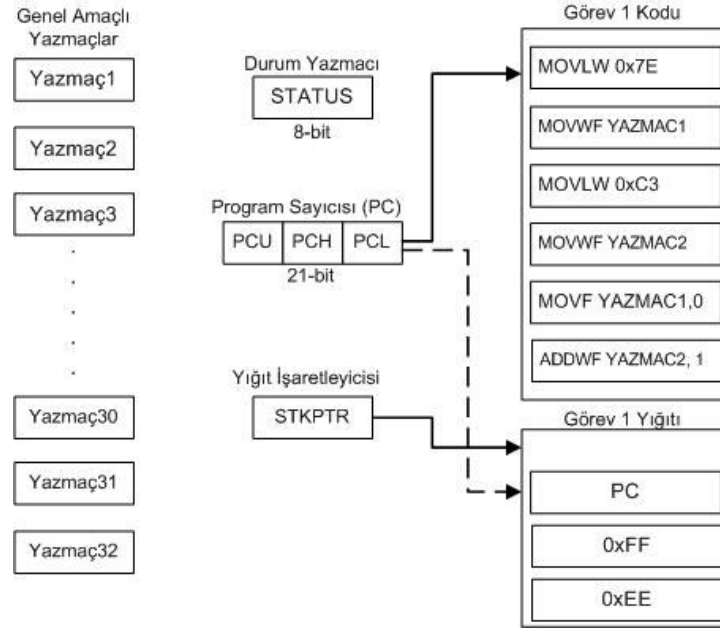 Genel Amaçlı
Yazmaçlar
Yazmaç1
Yazmaç2
Yazmaç3
Yazmaç30
Yazmaç31
Yazmaç32
Durum Yazmacı
STATUS
8-bit
Program Sayıcısı (PC)
PCU PCH PCL
21-bit
Yığıt İşaretleyicisi
STKPTR
Görev 1 Kodu
MOVLW 0x7E
MOVWF YAZMAC1
MOVLW 0xC3
MOVWF YAZMAC2
MOVF YAZMAC1,0
ADDWF YAZMAC2, 1
Görev 1 Yığıtı
PC
0xFF
0xEE